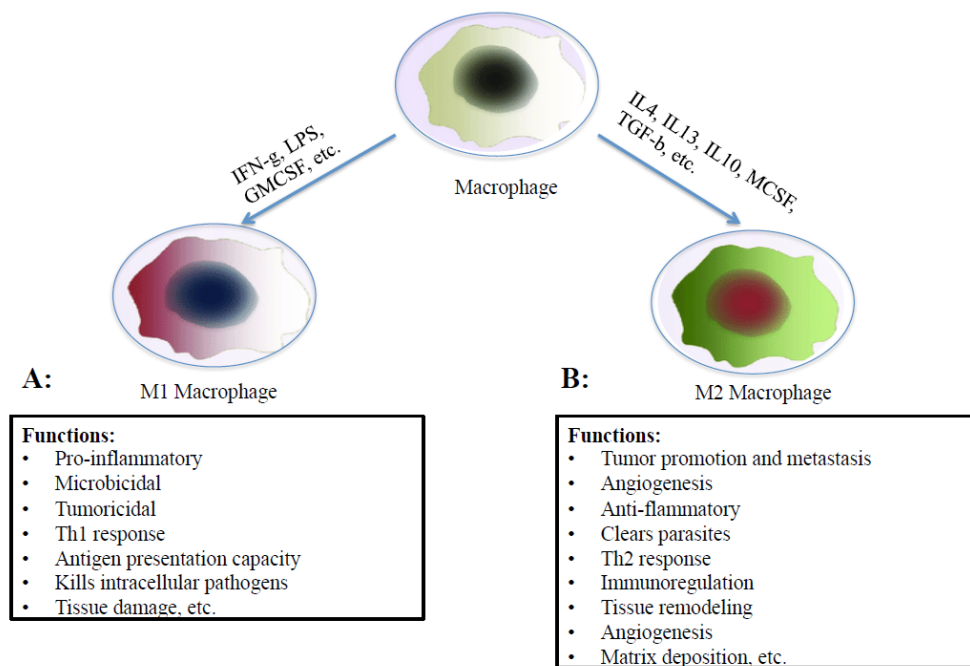 IFN-g, LPS,
GMCSF, etc.
IL4, IL13, IL10, MCSF,
TGF-b, etc.
Macrophage
A:
M1 Macrophage
Functions:
• Pro-inflammatory
• Microbicidal
• Tumoricidal
• Th1 response
• Antigen presentation capacity
• Kills intracellular pathogens
• Tissue damage, etc.
B:
M2 Macrophage
Functions:
• Tumor promotion and metastasis
• Angiogenesis
• Anti-flammatory
• Clears parasites
• Th2 response
• Immunoregulation
• Tissue remodeling
• Angiogenesis
• Matrix deposition, etc.